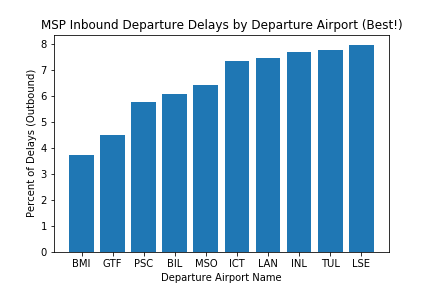 MSP Inbound Departure Delays by Departure Airport (Best!)
8
7
6
5
4
3
2
1
0
Percent of Delays (Outbound)
BMI GTF PSC BIL MSO ICT LAN INL TUL LSE
Departure Airport Name